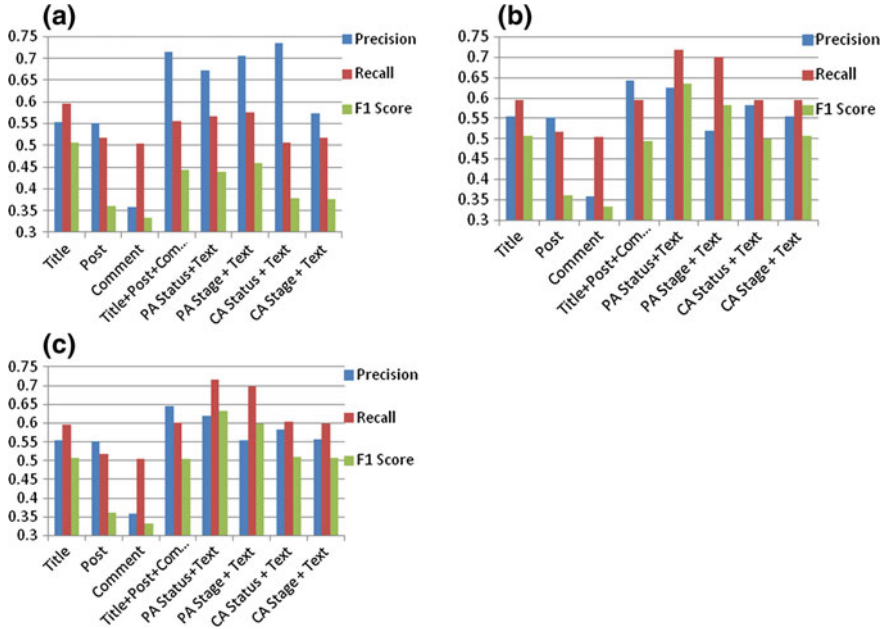 (a)
0.75
0.7
0.65
0.6
0.55
0.5
0.45
0.4
0.35
0.3
Precision
Recall
F1 Score
Title
Post
Comment
Title+Post+Com...
PA Status+Text
PA Stage + Text
CA Status + Text
CA Stage + Text
(b)
0.75
0.7
0.65
0.6
0.55
0.5
0.45
0.4
0.35
0.3
Precision
Recall
F1 Score
Title
Post
Comment
Title+Post+Com...
PA Status+Text
PA Stage + Text
CA Status + Text
CA Stage + Text
(c)
0.75
0.7
0.65
0.6
0.55
0.5
0.45
0.4
0.35
0.3
Precision
Recall
F1 Score
Title
Post
Comment
Title+Post+Com...
PA Status+Text
PA Stage + Text
CA Status + Text
CA Stage + Text